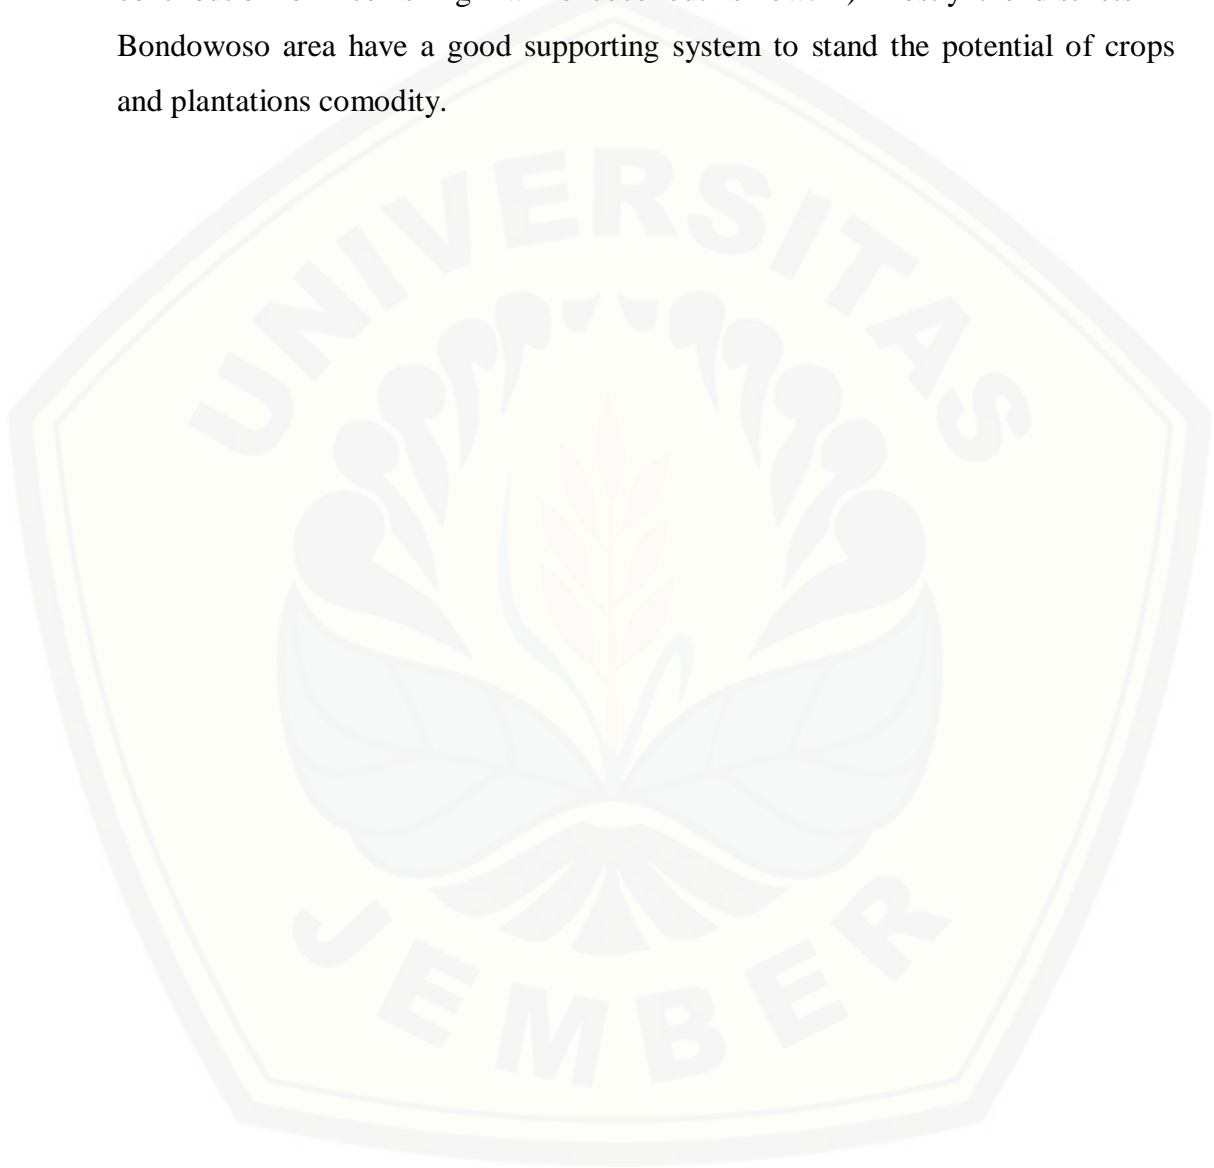 Bondowoso area have a good supporting system to stand the potential of crops
and plantations comodity.
UNIVERSITAS
JEMBER